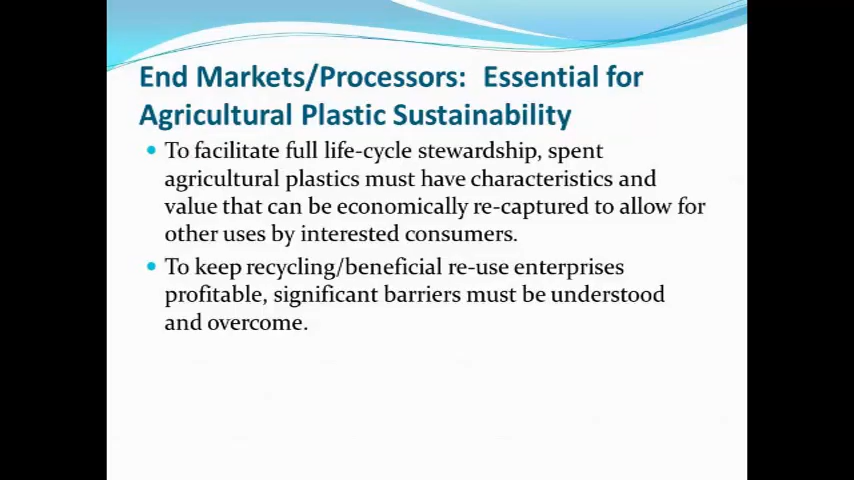 End Markets/Processors:  Essential for
Agricultural Plastic Sustainability
• To facilitate full life-cycle stewardship, spent
agricultural plastics must have characteristics and
value that can be economically re-captured to allow for
other uses by interested consumers.
• To keep recycling/beneficial re-use enterprises
profitable, significant barriers must be understood
and overcome.